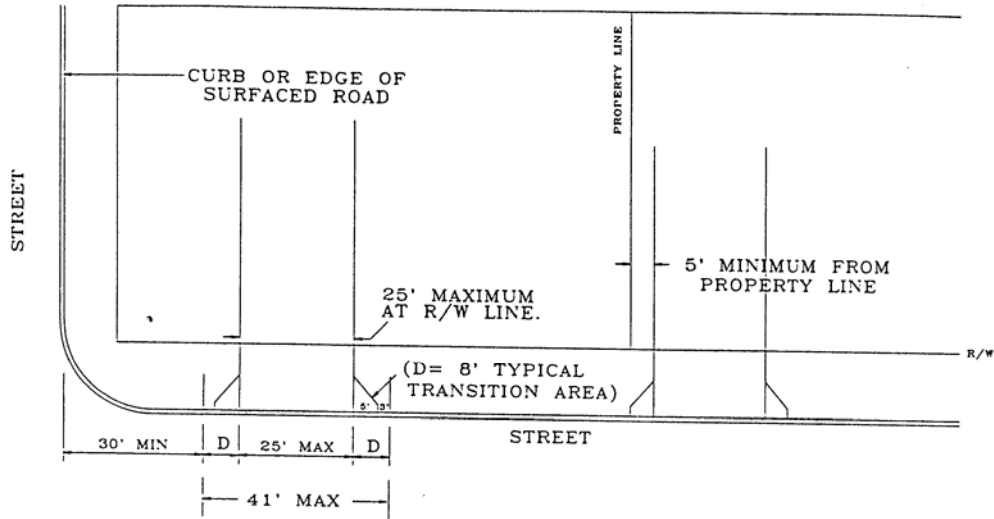 CURB OR EDGE OF
SURFACED ROAD
STREET
PROPERTY LINE
5' MINIMUM FROM
PROPERTY LINE
25' MAXIMUM
AT R/W LINE.
R/W
(D= 8' TYPICAL
TRANSITION AREA)
5' 3'
STREET
30' MIN D 25' MAX D
41' MAX